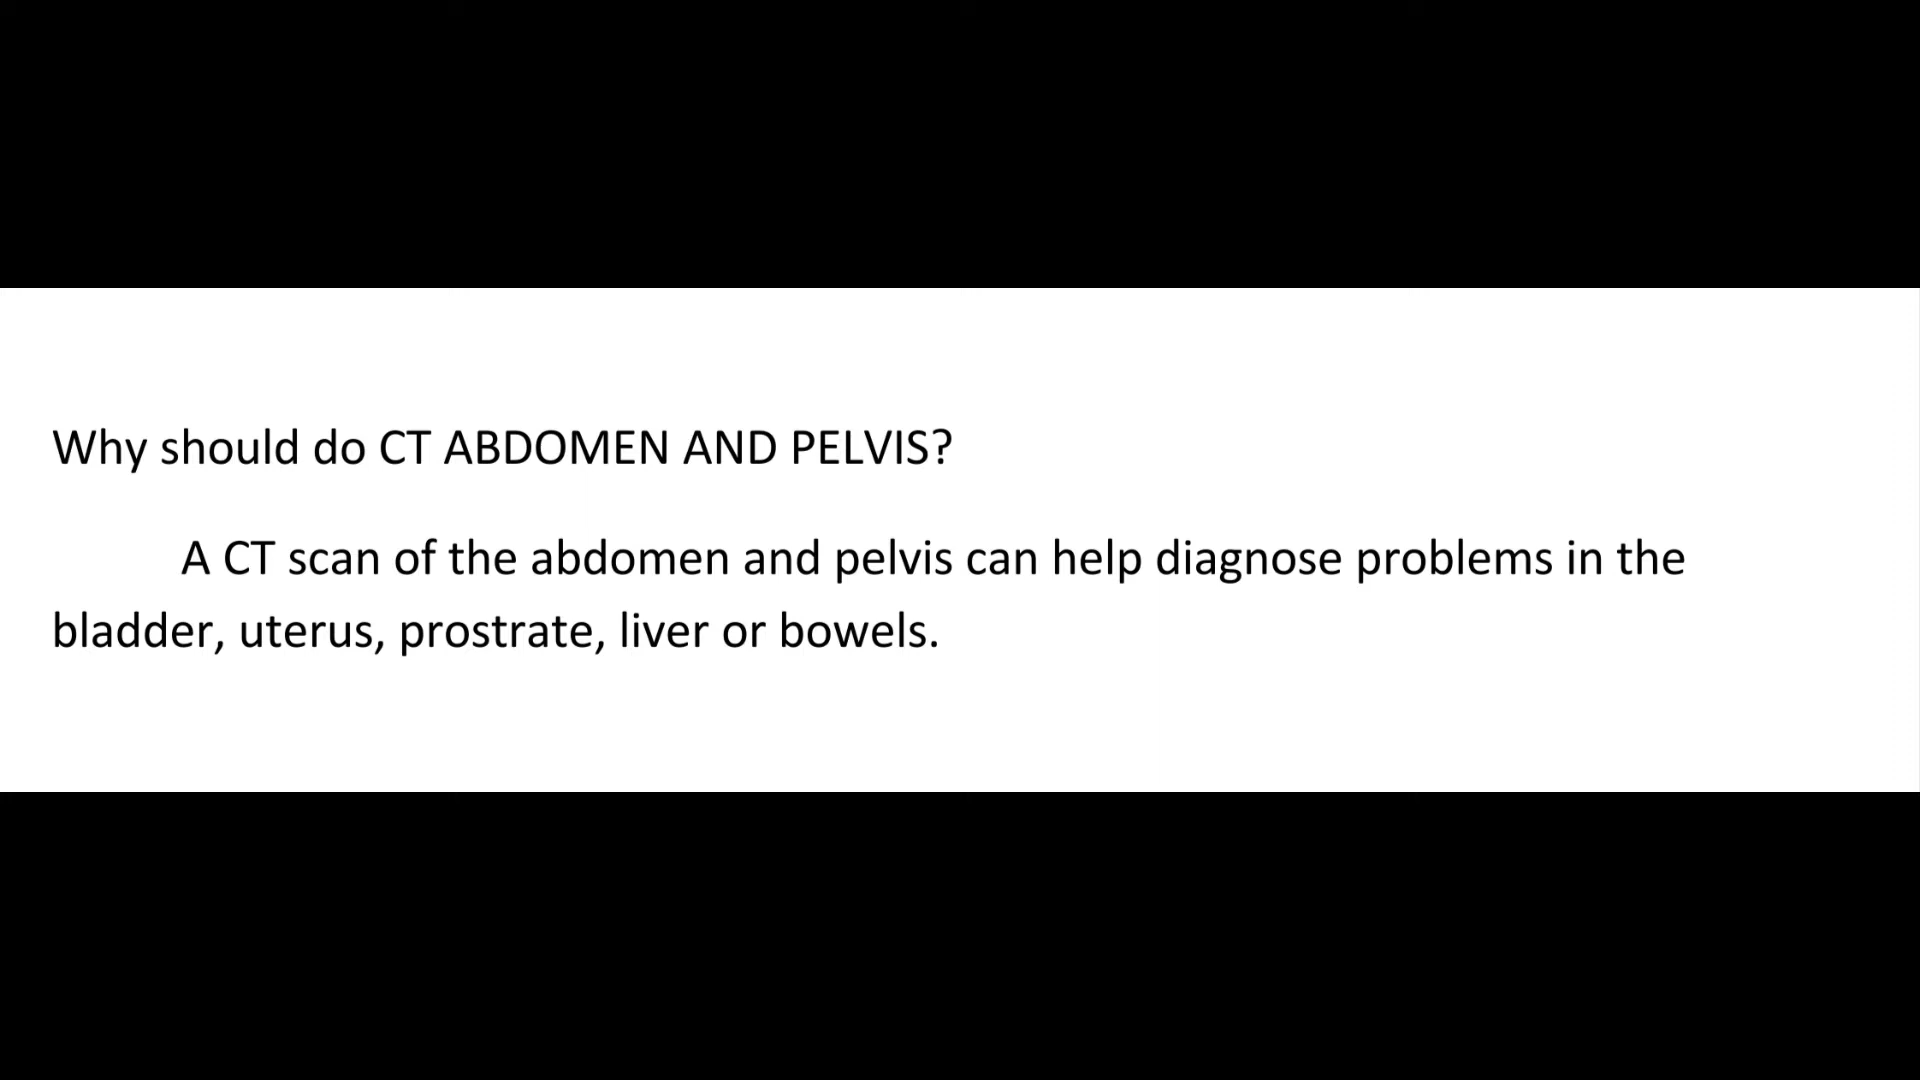 Why should do CT ABDOMEN AND PELVIS?
A CT scan of the abdomen and pelvis can help diagnose problems in the
bladder, uterus, prostrate, liver or bowels.